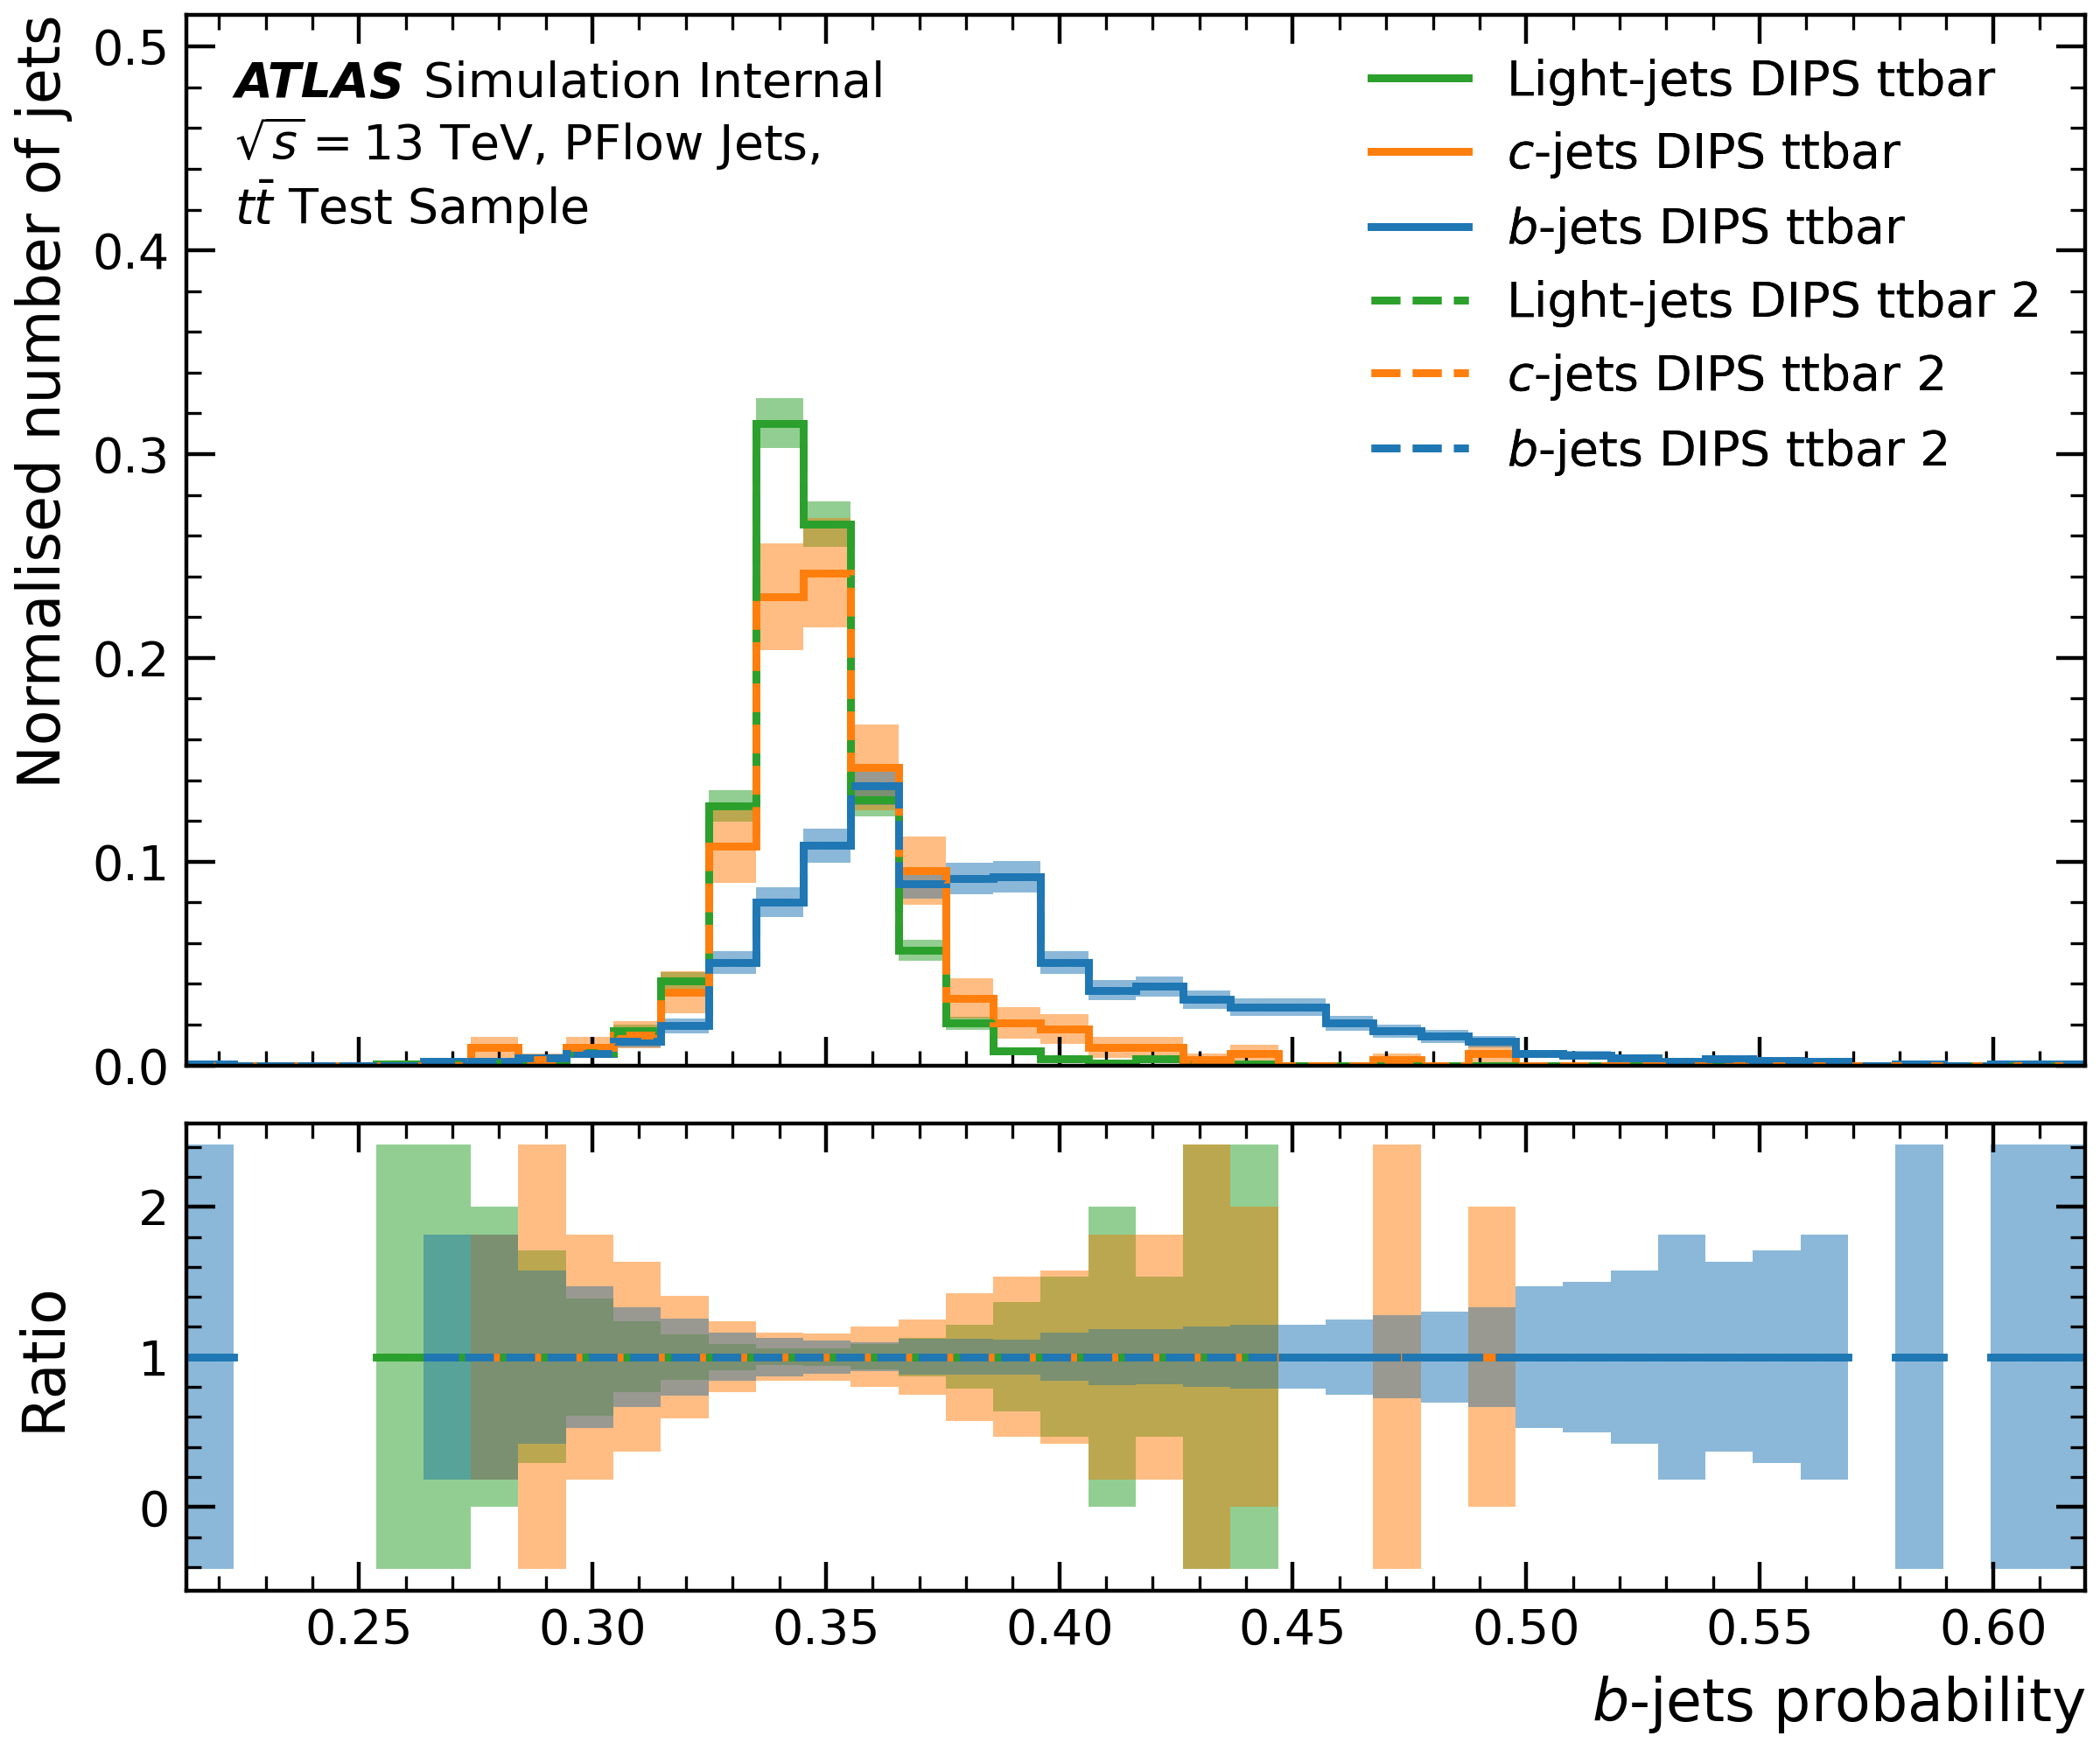 Normalised number of jets
0.5
0.4
0.3
0.2
0.1
0.0
ATLAS Simulation Internal
√s = 13 TeV, PFlow Jets,
tt̄ Test Sample
Light-jets DIPS ttbar
c-jets DIPS ttbar
b-jets DIPS ttbar
Light-jets DIPS ttbar 2
c-jets DIPS ttbar 2
b-jets DIPS ttbar 2
Ratio
2
1
0
0.25 0.30 0.35 0.40 0.45 0.50 0.55 0.60
b-jets probability